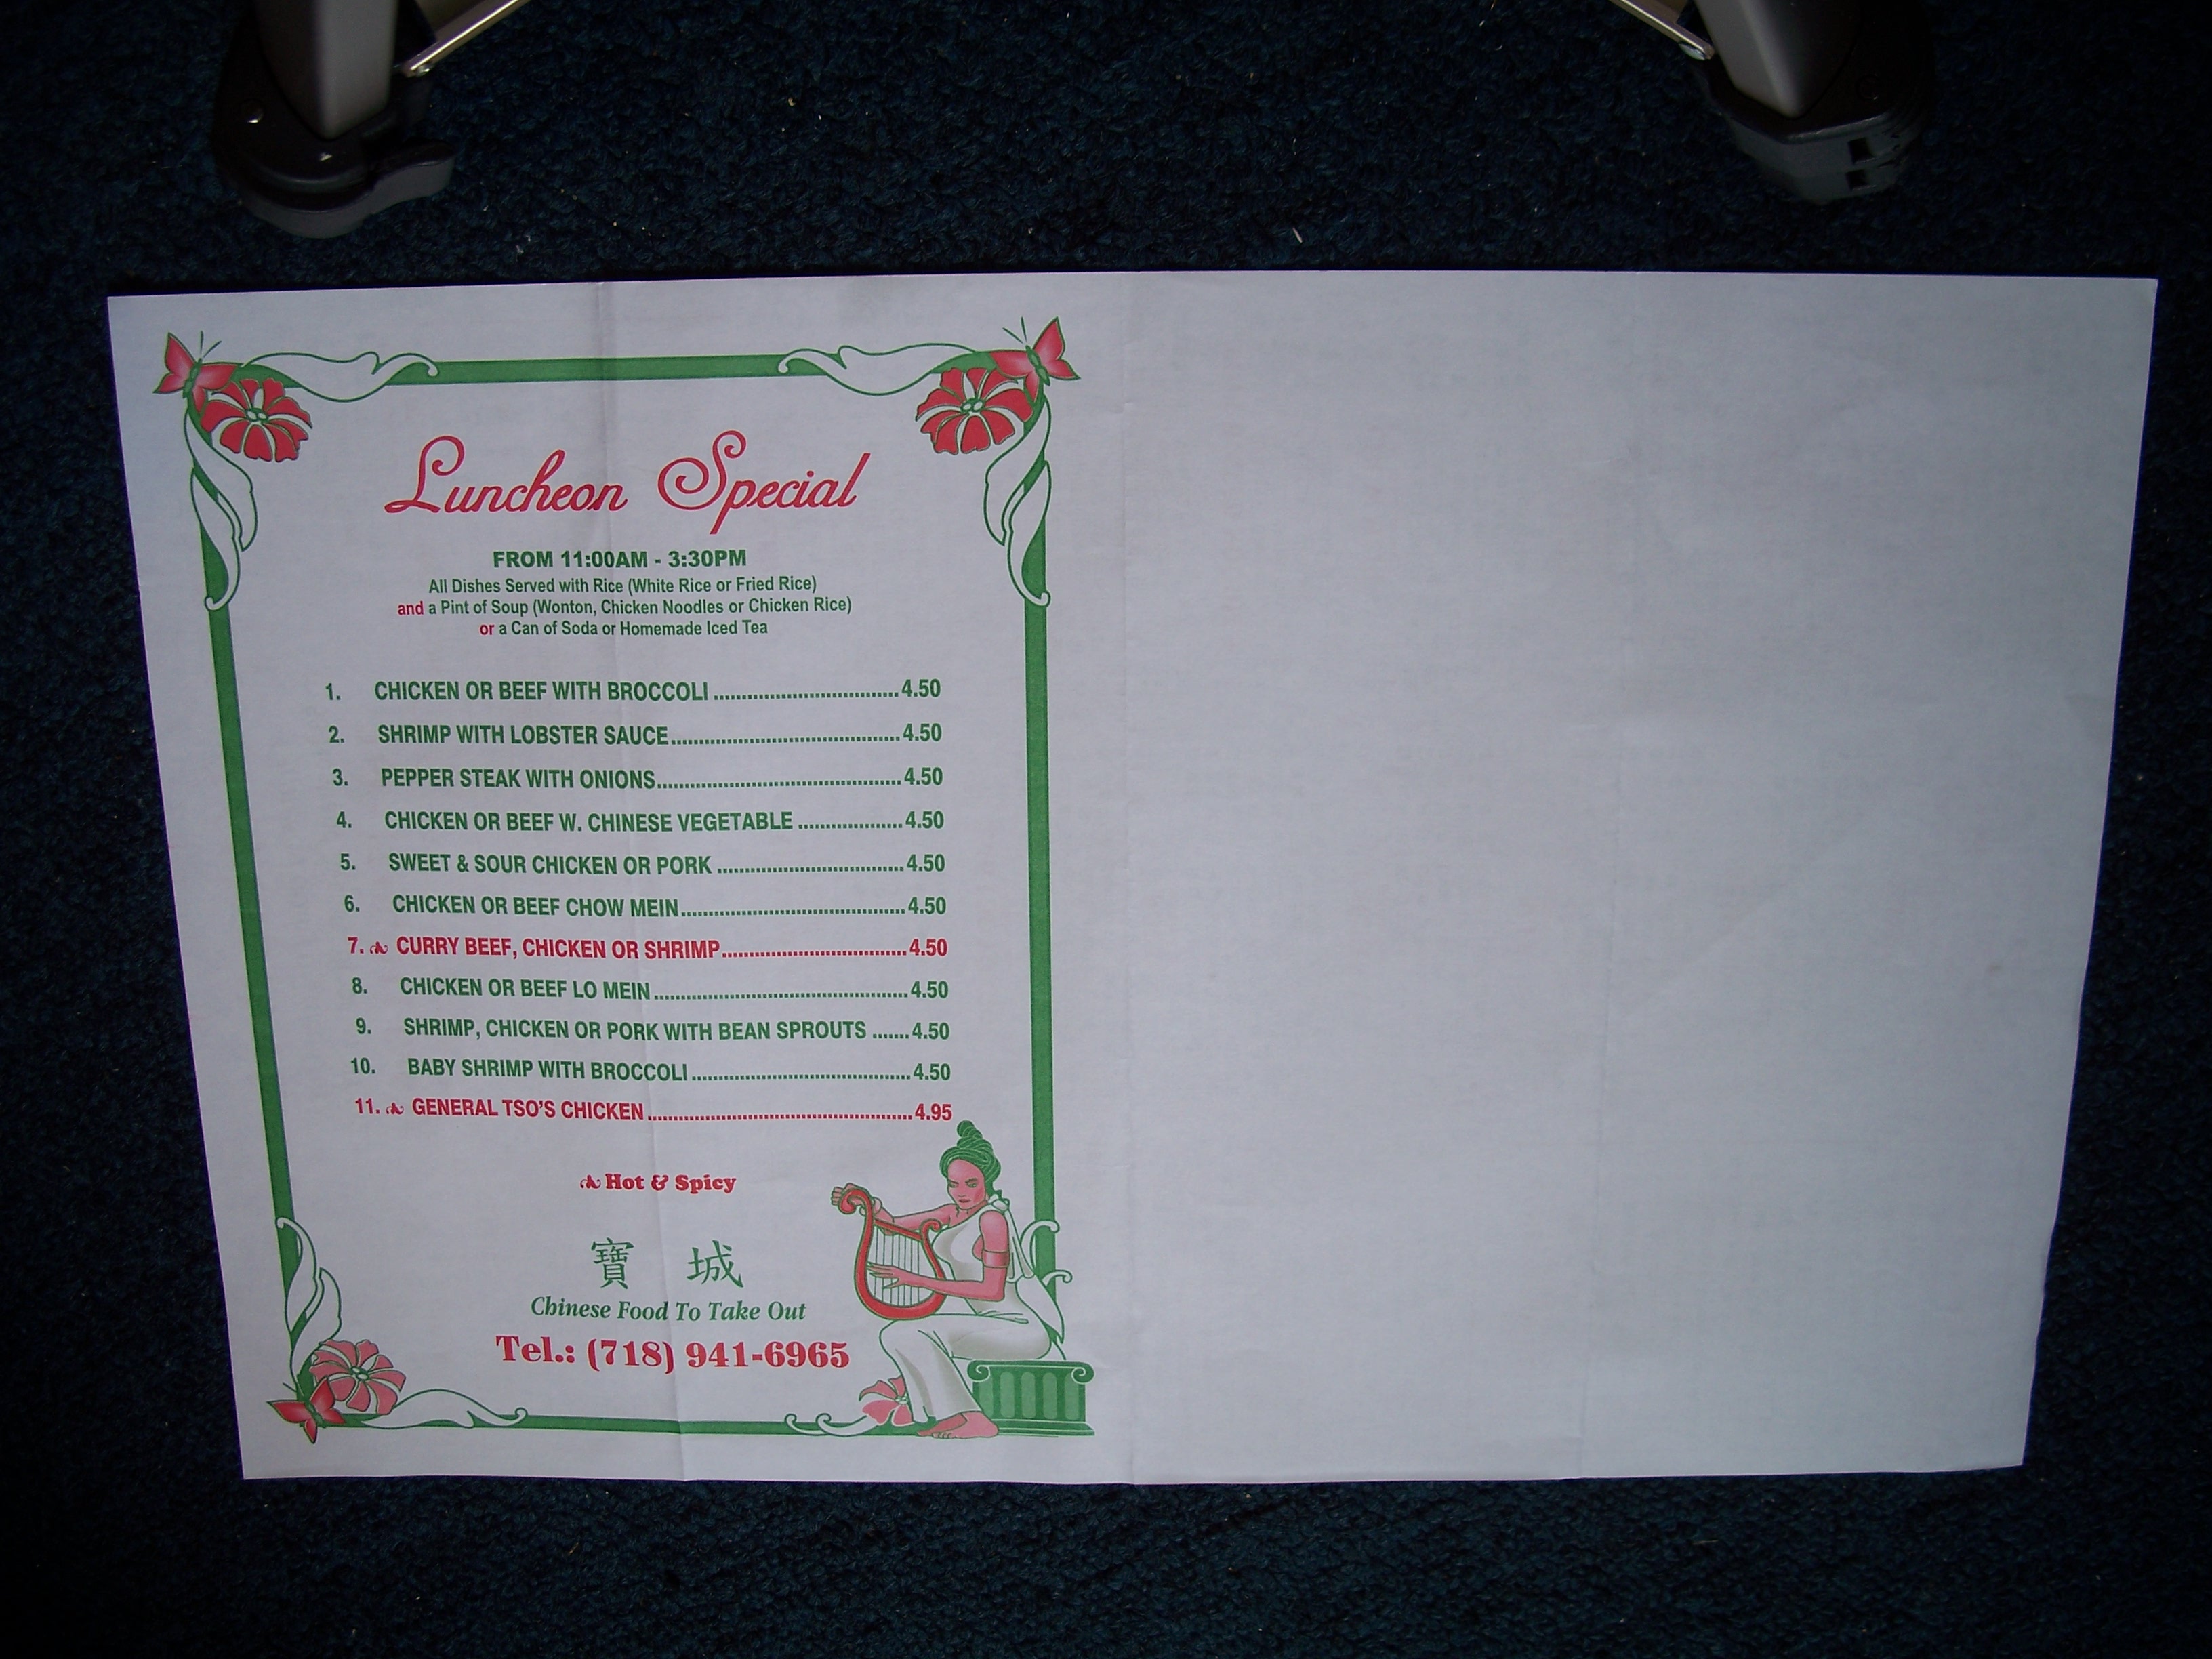 Luncheon Special
FROM 11:00AM - 3:30PM
All Dishes Served with Rice (White Rice or Fried Rice)
and a Pint of Soup (Wonton, Chicken Noodles or Chicken Rice)
or a Can of Soda or Homemade Iced Tea
1. CHICKEN OR BEEF WITH BROCCOLI ................................. 4.50
2. SHRIMP WITH LOBSTER SAUCE ........................................ 4.50
3. PEPPER STEAK WITH ONIONS ........................................... 4.50
4. CHICKEN OR BEEF W. CHINESE VEGETABLE ................... 4.50
5. SWEET & SOUR CHICKEN OR PORK ................................. 4.50
6. CHICKEN OR BEEF CHOW MEIN ........................................ 4.50
7. CURRY BEEF, CHICKEN OR SHRIMP ................................. 4.50
8. CHICKEN OR BEEF LO MEIN ............................................. 4.50
9. SHRIMP, CHICKEN OR PORK WITH BEAN SPROUTS ....... 4.50
10. BABY SHRIMP WITH BROCCOLI ....................................... 4.50
11. GENERAL TSO'S CHICKEN ............................................... 4.95
Hot & Spicy
寶 城
Chinese Food To Take Out
Tel.: (718) 941-6965